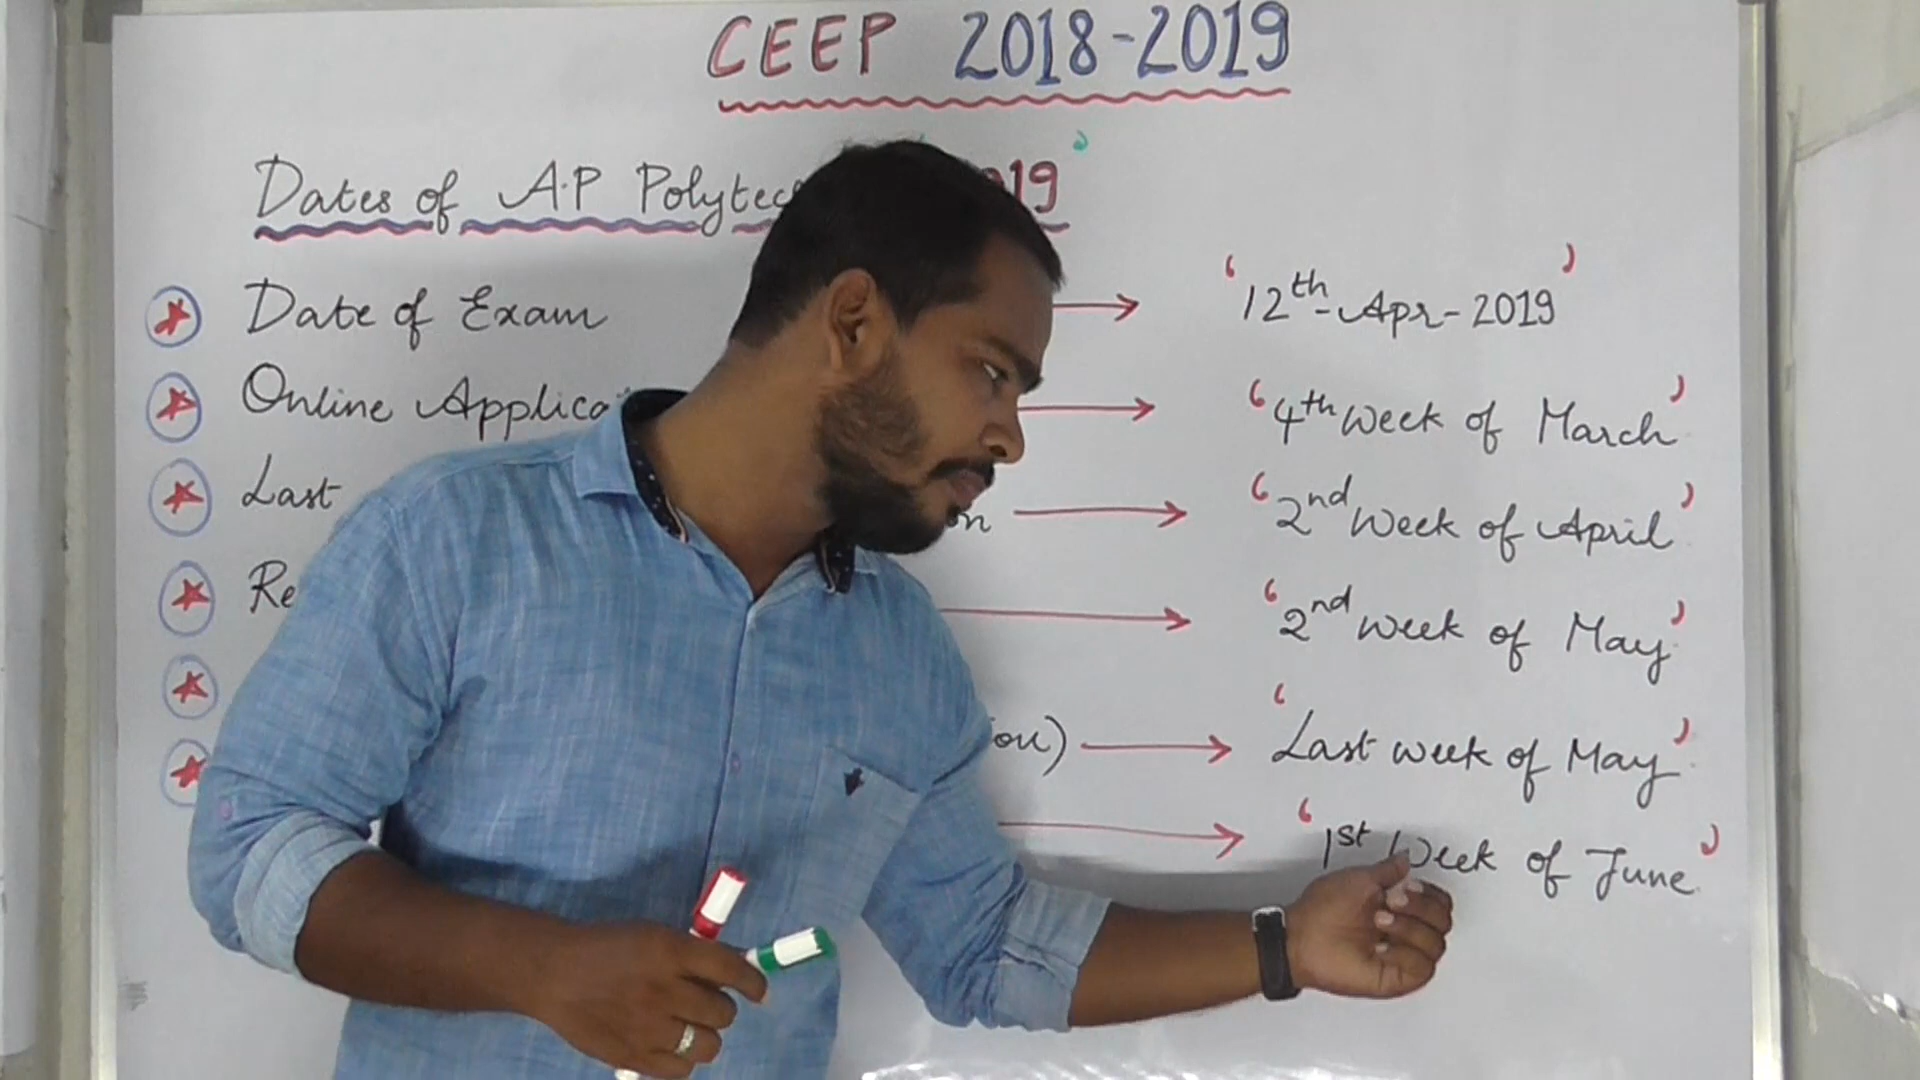 CEEP 2018-2019
Dates of A.P Polytec 19
Date of Exam → '12th-Apr-2019'
Online Applica → '4th Week of March'
Last on → '2nd Week of April'
Re → '2nd Week of May'
ou) → 'Last week of May'
→ '1st Week of June'